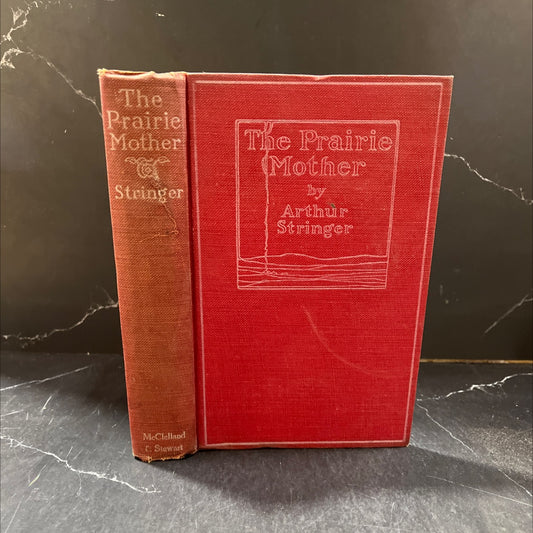 The
Prairie
Mother
Stringer
McClelland
& Stewart
The Prairie
Mother
by
Arthur
Stringer